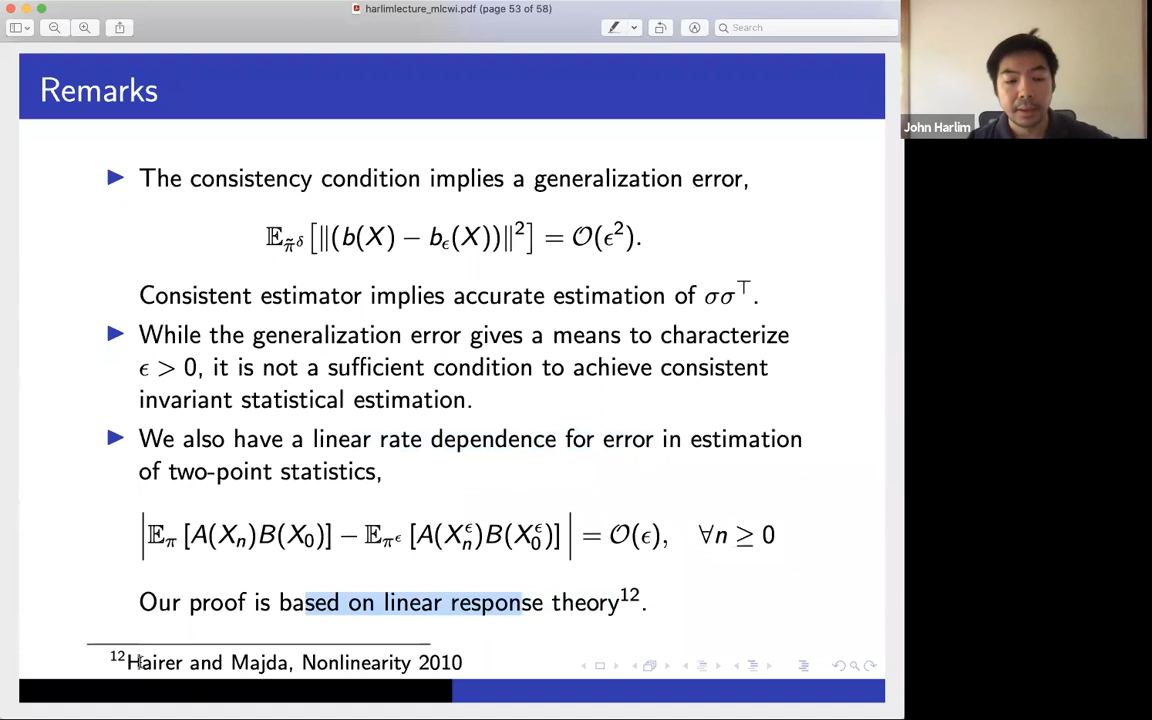 harlimlecture_mlcwi.pdf (page 53 of 58)
Search
Remarks
John Harlim
▶ The consistency condition implies a generalization error,
𝔼_{π̃^δ}[‖(b(X) − b_ϵ(X))‖²] = 𝒪(ϵ²).
Consistent estimator implies accurate estimation of σσ^⊤.
▶ While the generalization error gives a means to characterize
ϵ > 0, it is not a sufficient condition to achieve consistent
invariant statistical estimation.
▶ We also have a linear rate dependence for error in estimation
of two-point statistics,
|𝔼_π [A(X_n)B(X_0)] − 𝔼_{π^ϵ} [A(X_n^ϵ)B(X_0^ϵ)]| = 𝒪(ϵ), ∀n ≥ 0
Our proof is based on linear response theory¹².
¹²Hairer and Majda, Nonlinearity 2010